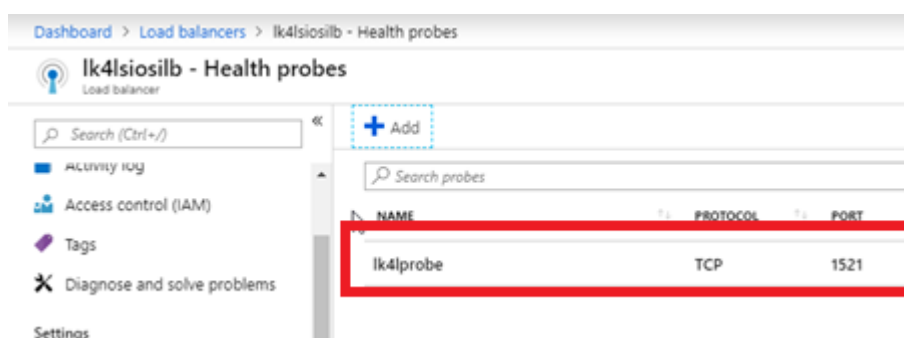 Dashboard > Load balancers > lk4lsiosilb - Health probes
lk4lsiosilb - Health probes
Load balancer
Search (Ctrl+/)
«
Add
Activity log
Search probes
Access control (IAM)
NAME PROTOCOL PORT
Tags
lk4lprobe TCP 1521
Diagnose and solve problems
Settings